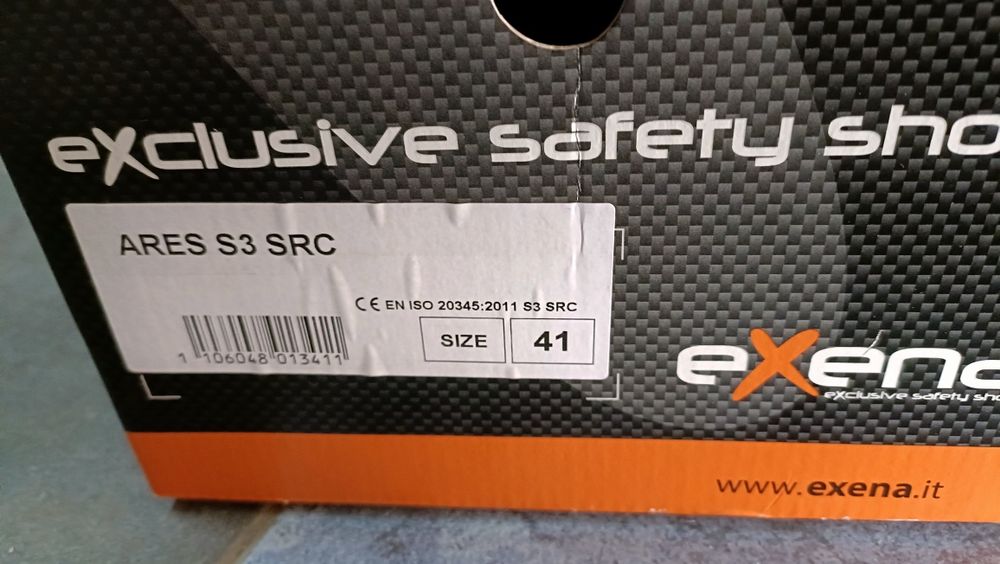 exclusive safety sho
ARES S3 SRC
CE EN ISO 20345:2011 S3 SRC
SIZE 41
1 106048 013411
exena
exclusive safety sho
www.exena.it